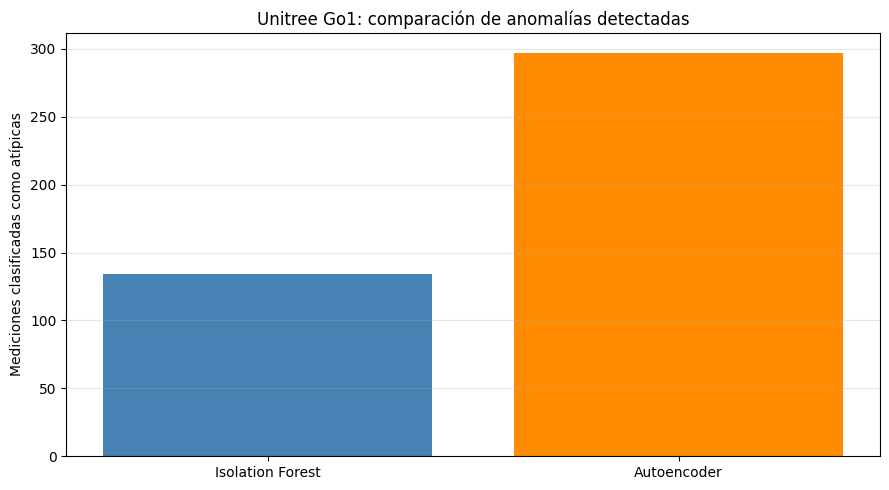 Unitree Go1: comparación de anomalías detectadas
Mediciones clasificadas como atípicas
300
250
200
150
100
50
0
Isolation Forest
Autoencoder